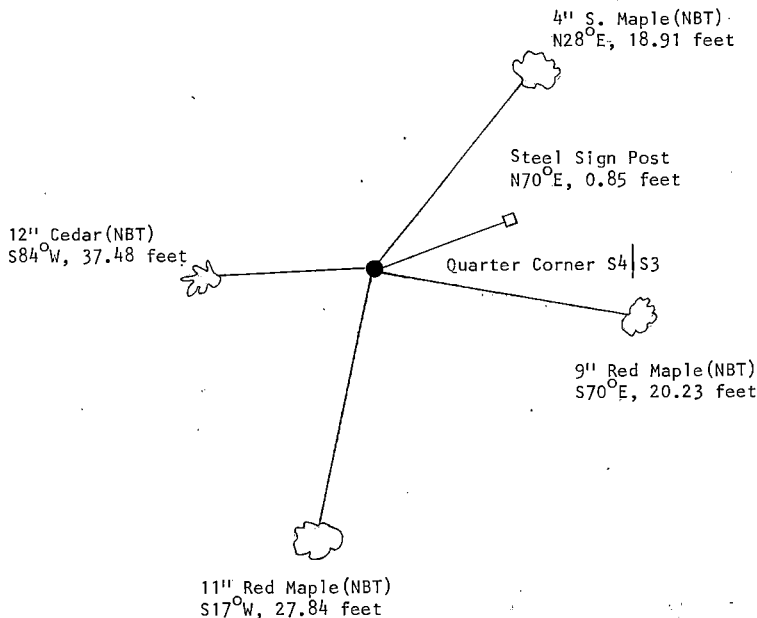 4" S. Maple(NBT)
N28°E, 18.91 feet
Steel Sign Post
N70°E, 0.85 feet
12" Cedar(NBT)
S84°W, 37.48 feet
Quarter Corner S4|S3
9" Red Maple(NBT)
S70°E, 20.23 feet
11" Red Maple(NBT)
S17°W, 27.84 feet